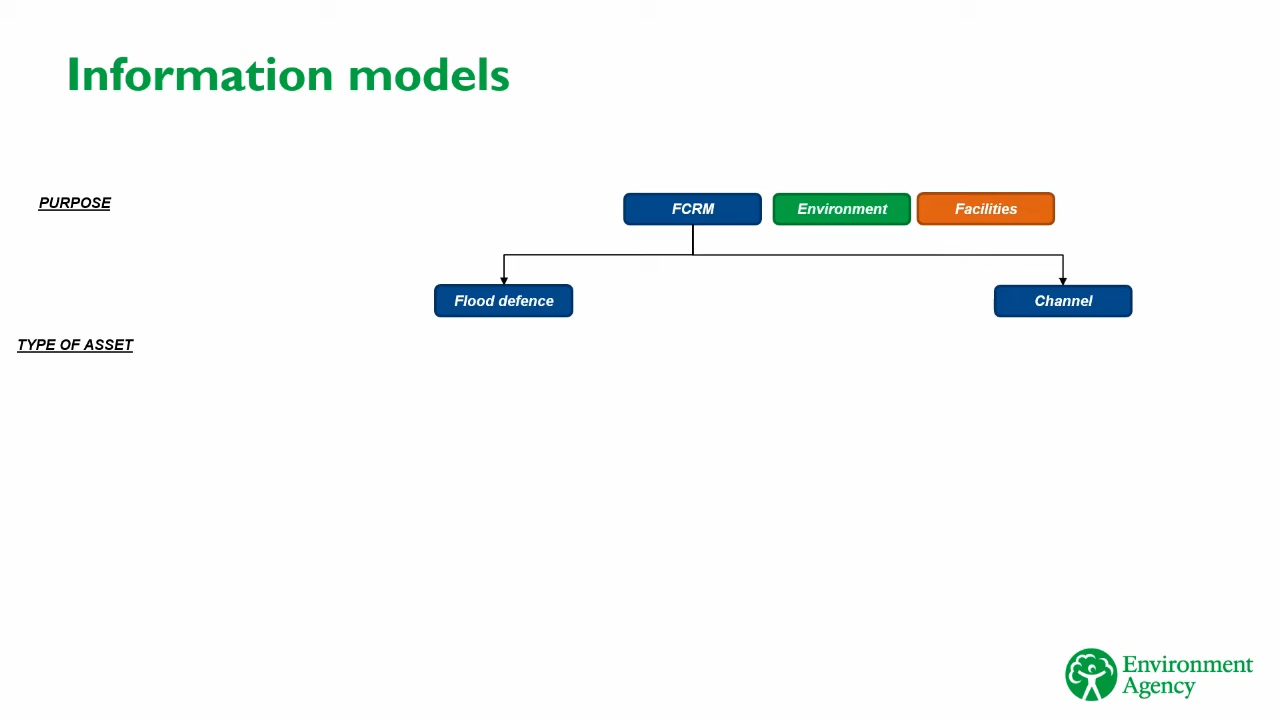 Information models
PURPOSE
FCRM
Environment
Facilities
Flood defence
Channel
TYPE OF ASSET
Environment
Agency